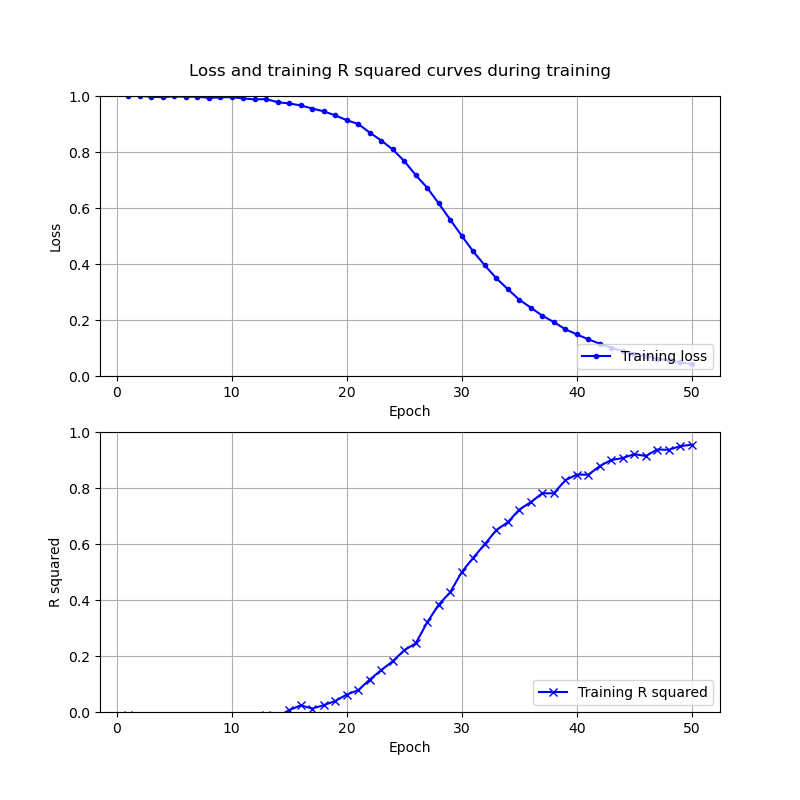 Loss and training R squared curves during training
1.0
0.8
0.6
0.4
0.2
0.0
Loss
Training loss
0 10 20 30 40 50
Epoch
1.0
0.8
0.6
0.4
0.2
0.0
R squared
Training R squared
0 10 20 30 40 50
Epoch